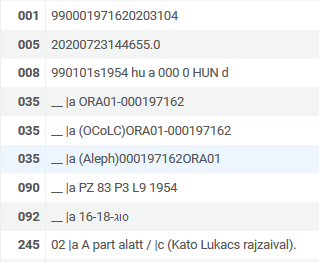 001 990001971620203104
005 20200723144655.0
008 990101s1954 hu a 000 0 HUN d
035 __ |a ORA01-000197162
035 __ |a (OCoLC)ORA01-000197162
035 __ |a (Aleph)000197162ORA01
090 __ |a PZ 83 P3 L9 1954
092 __ |a 16-18-סוג
245 02 |a A part alatt / |c (Kato Lukacs rajzaival).